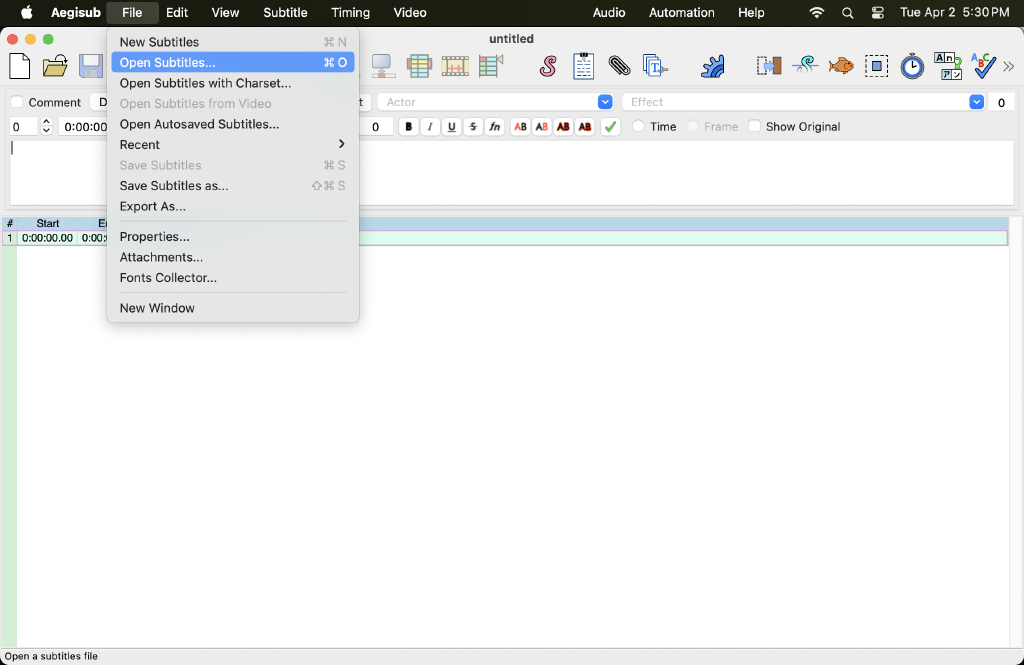 Aegisub File Edit View Subtitle Timing Video Audio Automation Help Tue Apr 2 5:30 PM
untitled
New Subtitles ⌘ N
Open Subtitles... ⌘ O
Open Subtitles with Charset...
Open Subtitles from Video
Open Autosaved Subtitles...
Recent
Save Subtitles ⌘ S
Save Subtitles as... ⇧⌘ S
Export As...
Properties...
Attachments...
Fonts Collector...
New Window
Comment D t Actor Effect 0
0 0:00:00 0 B I U S fn AB AB AB AB Time Frame Show Original
# Start E
1 0:00:00.00 0:00:
Open a subtitles file